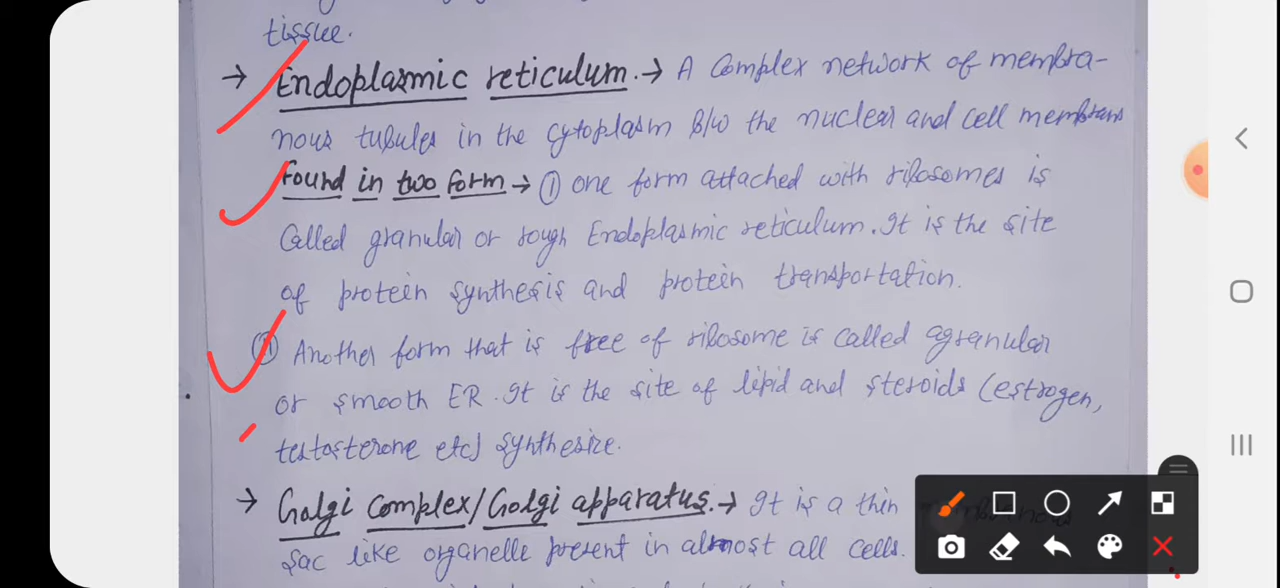 tissue.
→ Endoplasmic reticulum. → A Complex network of membra-
nous tubules in the cytoplasm B/w the nuclear and cell membrans
found in two form → ① one form attached with ribosomes is
Called granular or rough Endoplasmic reticulum. It is the site
of protein synthesis and protein transportation.
Another form that is free of ribosome is called agranular
or smooth ER. It is the site of lipid and steroids (estrogen,
testosterone etc) synthesize.
→ Golgi complex/Golgi apparatus. → It is a thin
sac like organelle present in almost all cells.